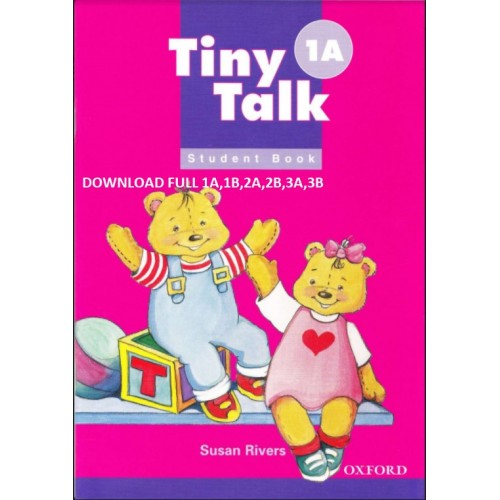 Tiny 1A
Talk
Student Book
DOWNLOAD FULL 1A,1B,2A,2B,3A,3B
T
Susan Rivers
OXFORD